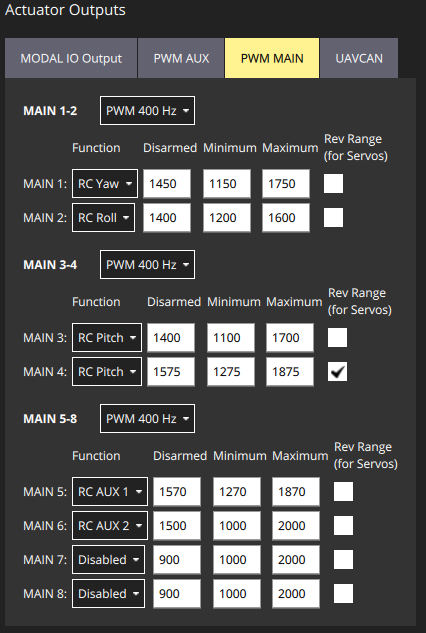 Actuator Outputs
MODAL IO Output PWM AUX PWM MAIN UAVCAN
MAIN 1-2 PWM 400 Hz
Function Disarmed Minimum Maximum Rev Range (for Servos)
MAIN 1: RC Yaw 1450 1150 1750
MAIN 2: RC Roll 1400 1200 1600
MAIN 3-4 PWM 400 Hz
Function Disarmed Minimum Maximum Rev Range (for Servos)
MAIN 3: RC Pitch 1400 1100 1700
MAIN 4: RC Pitch 1575 1275 1875
MAIN 5-8 PWM 400 Hz
Function Disarmed Minimum Maximum Rev Range (for Servos)
MAIN 5: RC AUX 1 1570 1270 1870
MAIN 6: RC AUX 2 1500 1000 2000
MAIN 7: Disabled 900 1000 2000
MAIN 8: Disabled 900 1000 2000